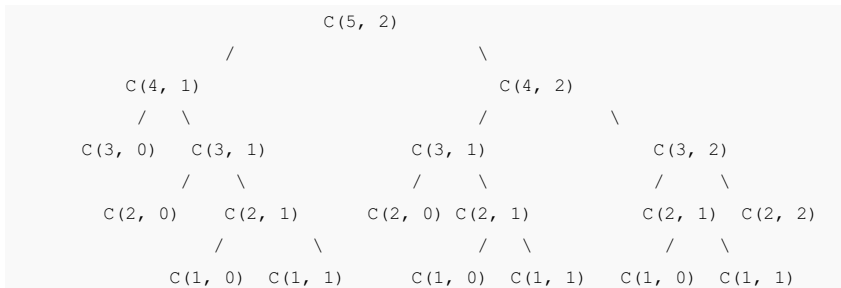 C(5, 2)
/ \
C(4, 1) C(4, 2)
/ \ / \
C(3, 0) C(3, 1) C(3, 1) C(3, 2)
/ \ / \ / \
C(2, 0) C(2, 1) C(2, 0) C(2, 1) C(2, 1) C(2, 2)
/ \ / \ / \
C(1, 0) C(1, 1) C(1, 0) C(1, 1) C(1, 0) C(1, 1)